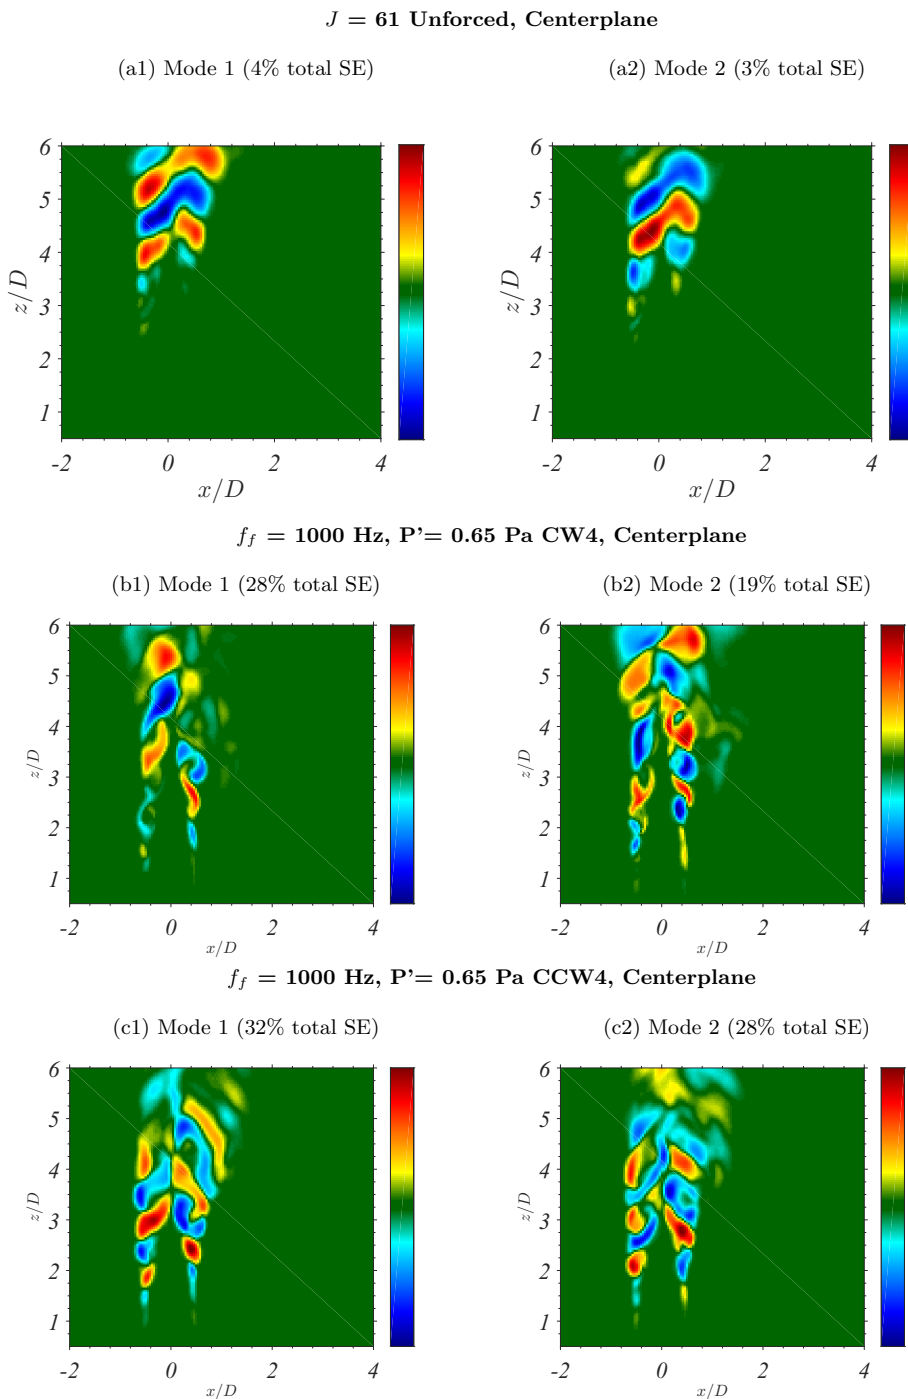 J = 61 Unforced, Centerplane
(a1) Mode 1 (4% total SE)
(a2) Mode 2 (3% total SE)
6
5
4
3
2
1
z/D
-2 0 2 4
x/D
6
5
4
3
2
1
z/D
-2 0 2 4
x/D
f_f = 1000 Hz, P'= 0.65 Pa CW4, Centerplane
(b1) Mode 1 (28% total SE)
(b2) Mode 2 (19% total SE)
6
5
4
3
2
1
z/D
-2 0 2 4
x/D
6
5
4
3
2
1
z/D
-2 0 2 4
x/D
f_f = 1000 Hz, P'= 0.65 Pa CCW4, Centerplane
(c1) Mode 1 (32% total SE)
(c2) Mode 2 (28% total SE)
6
5
4
3
2
1
z/D
-2 0 2 4
x/D
6
5
4
3
2
1
z/D
-2 0 2 4
x/D